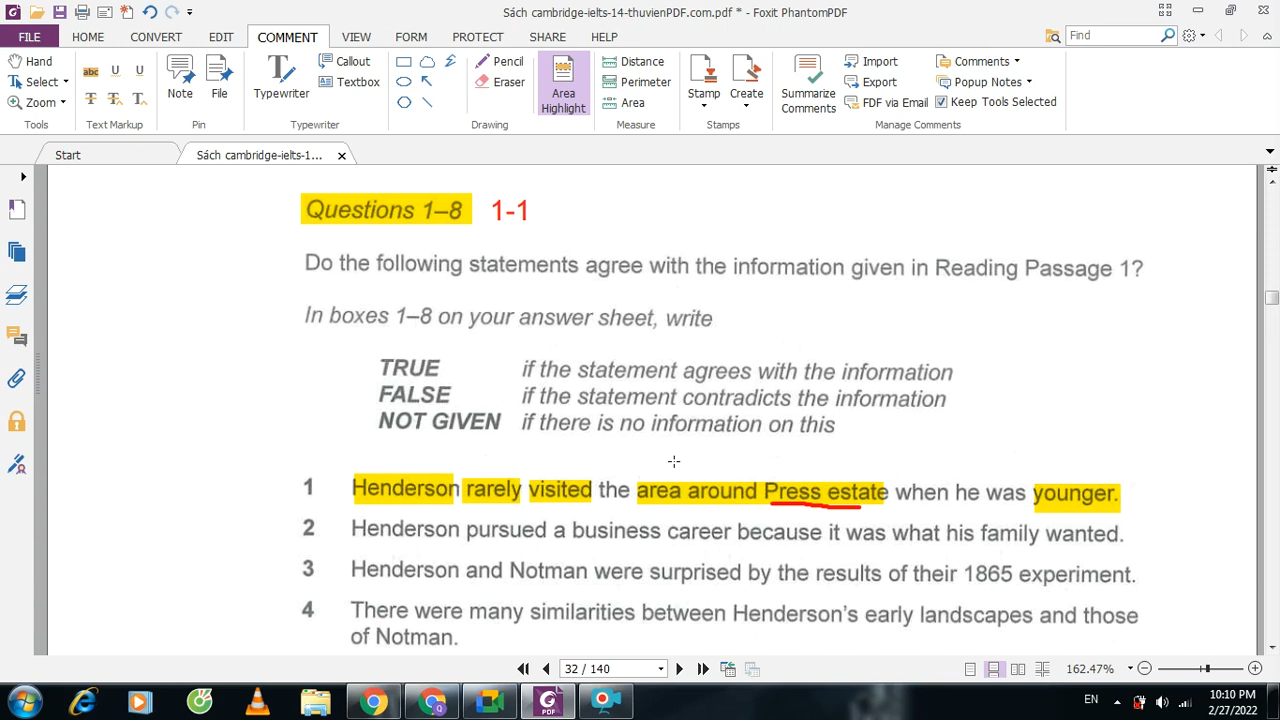 Sách cambridge-ielts-14-thuvienPDF.com.pdf * - Foxit PhantomPDF
FILE HOME CONVERT EDIT COMMENT VIEW FORM PROTECT SHARE HELP Find
Hand
Select
Zoom
Tools
abc U U
T T T
Text Markup
Note File
Pin
Typewriter
Callout
Textbox
Typewriter
Pencil
Eraser
Drawing
Area Highlight
Distance
Perimeter
Area
Measure
Stamp Create
Stamps
Summarize Comments
Import
Export
FDF via Email
Comments
Popup Notes
Keep Tools Selected
Manage Comments
Start Sách cambridge-ielts-1...
Questions 1–8 1-1
Do the following statements agree with the information given in Reading Passage 1?
In boxes 1–8 on your answer sheet, write
TRUE if the statement agrees with the information
FALSE if the statement contradicts the information
NOT GIVEN if there is no information on this
1 Henderson rarely visited the area around Press estate when he was younger.
2 Henderson pursued a business career because it was what his family wanted.
3 Henderson and Notman were surprised by the results of their 1865 experiment.
4 There were many similarities between Henderson's early landscapes and those
of Notman.
32 / 140 162.47%
EN 10:10 PM
2/27/2022